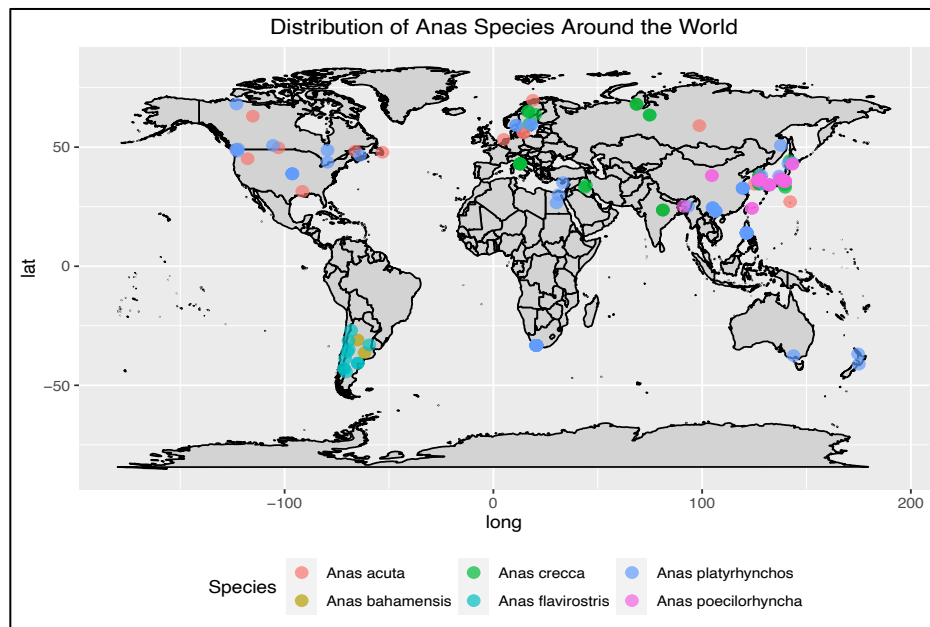 Distribution of Anas Species Around the World
lat
50
0
−50
−100
0
100
200
long
Species
Anas acuta
Anas crecca
Anas platyrhynchos
Anas bahamensis
Anas flavirostris
Anas poecilorhyncha